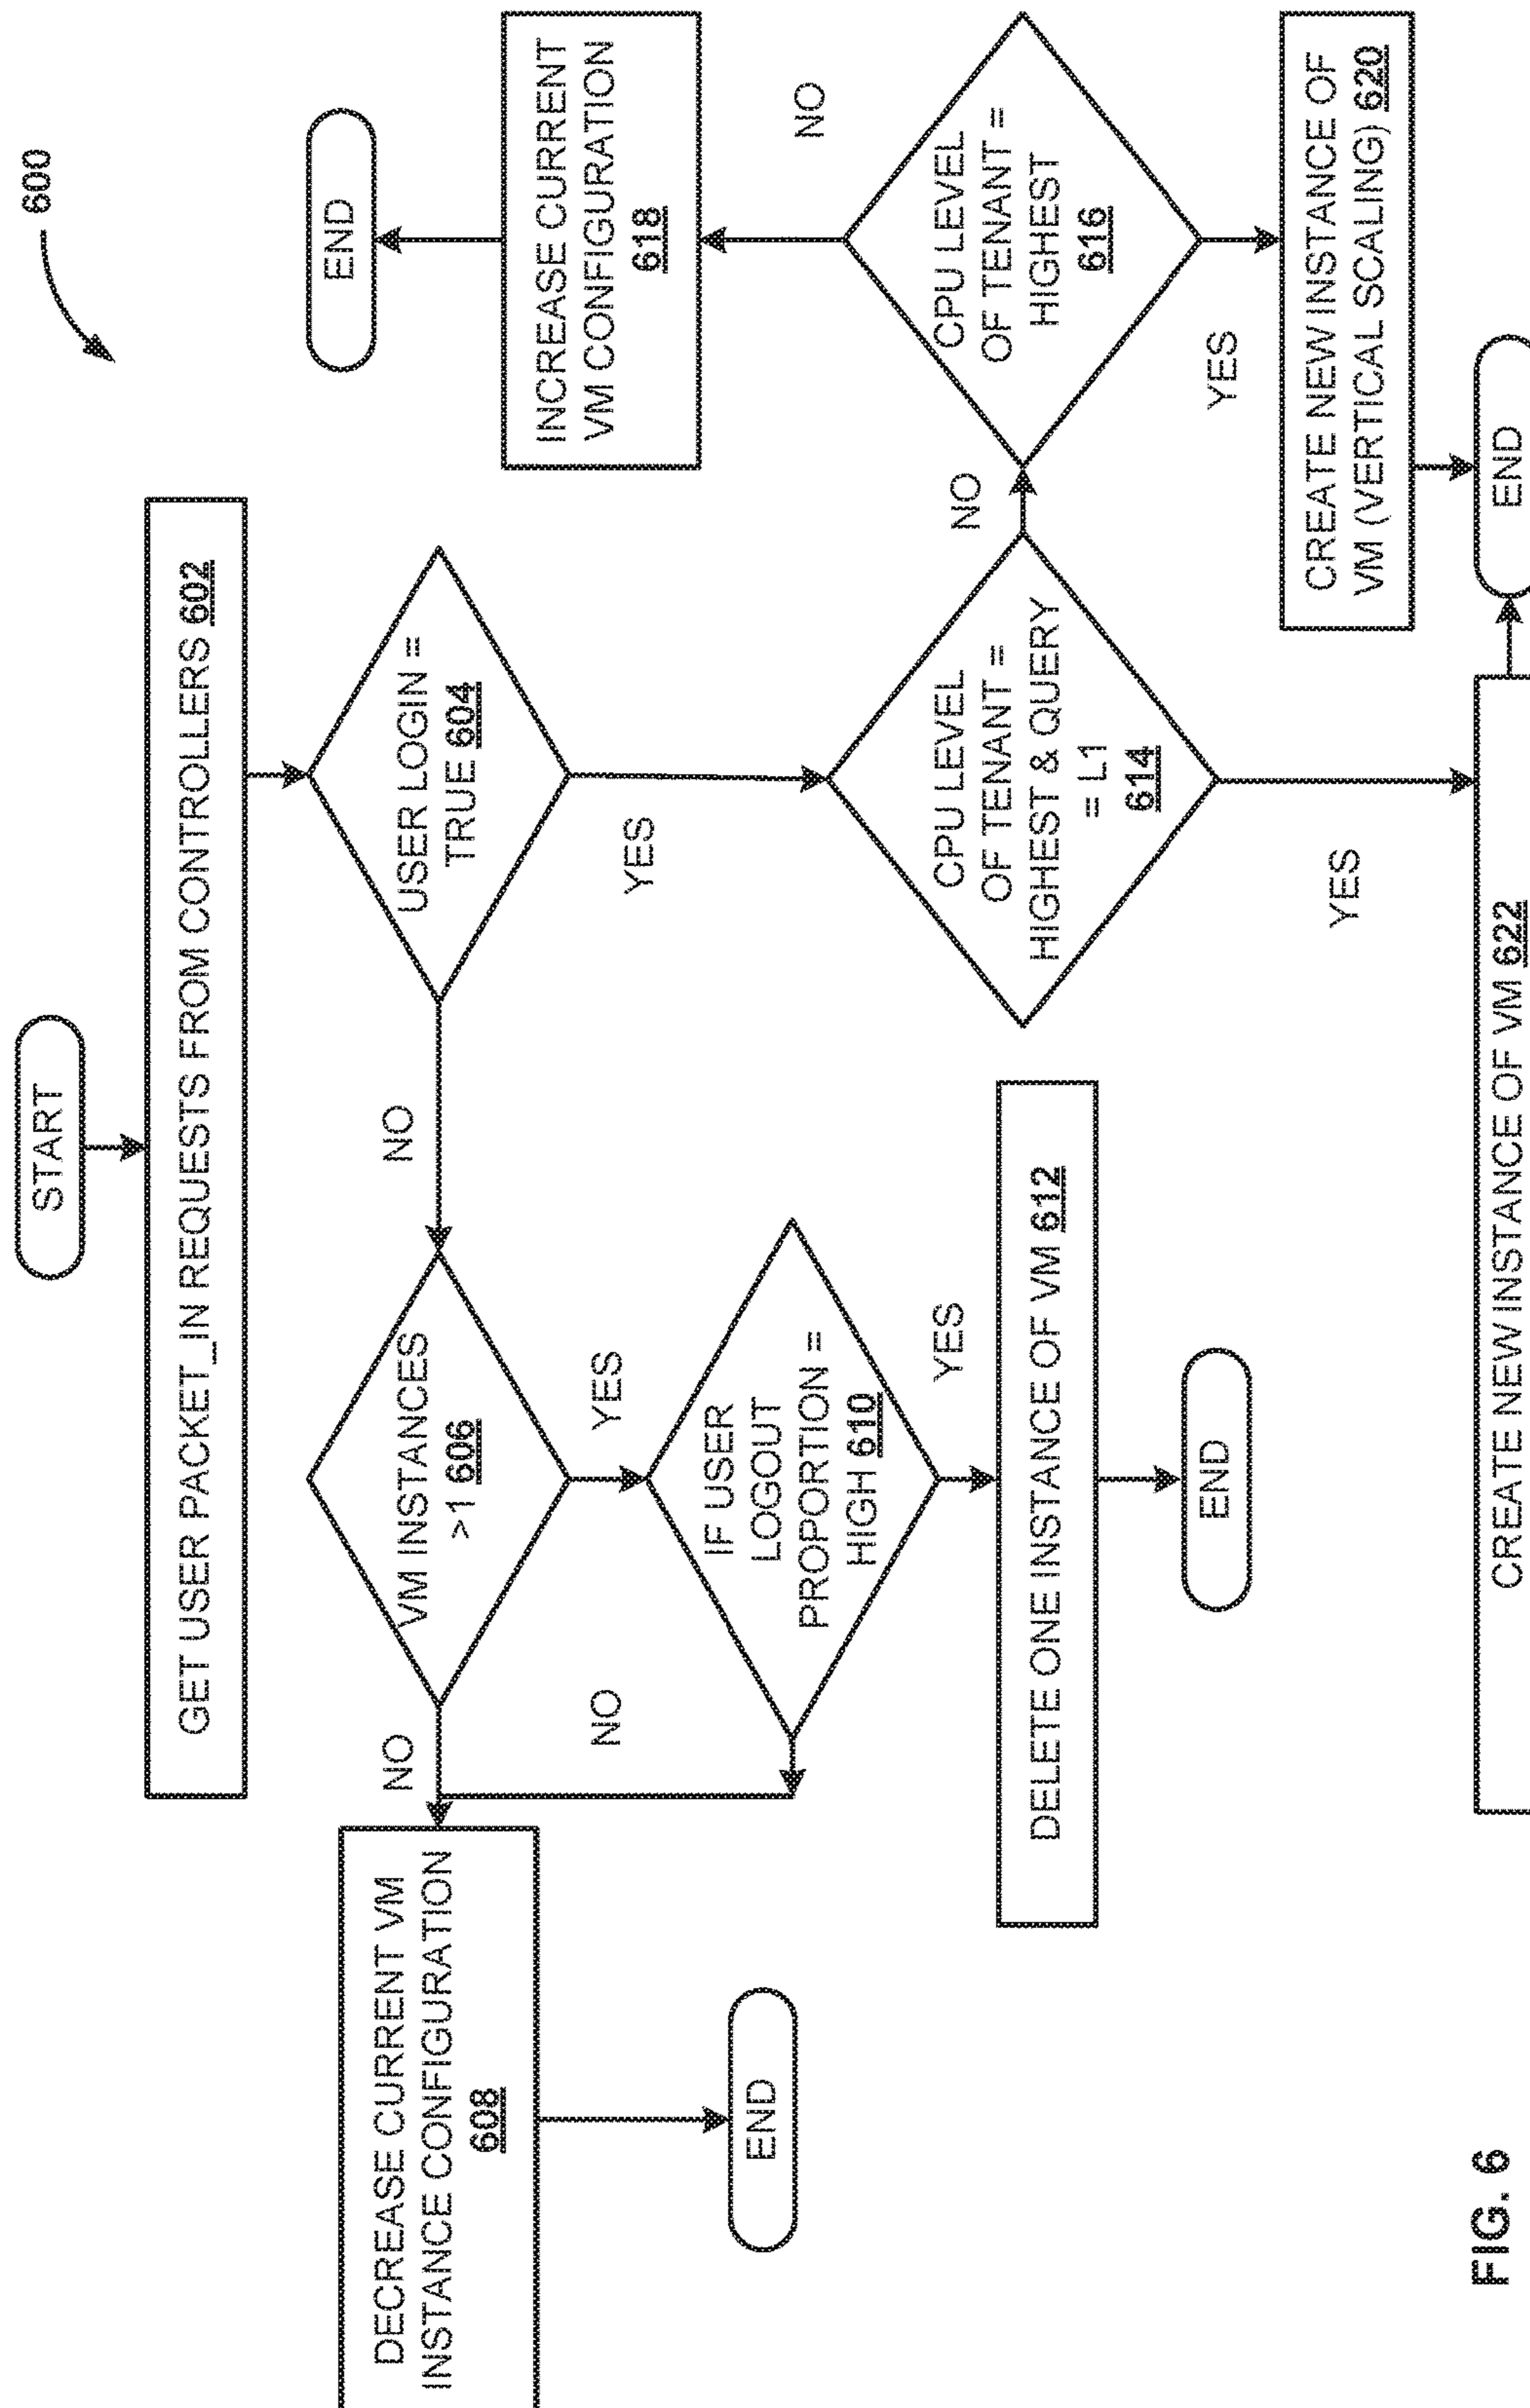 600
START
GET USER PACKET_IN REQUESTS FROM CONTROLLERS 602
USER LOGIN =
TRUE 604
NO
YES
VM INSTANCES
>1 606
NO
YES
DECREASE CURRENT VM
INSTANCE CONFIGURATION
608
END
IF USER
LOGOUT
PROPORTION =
HIGH 610
NO
YES
DELETE ONE INSTANCE OF VM 612
END
CPU LEVEL
OF TENANT =
HIGHEST & QUERY
= L1
614
NO
YES
CPU LEVEL
OF TENANT =
HIGHEST
616
NO
YES
INCREASE CURRENT
VM CONFIGURATION
618
END
CREATE NEW INSTANCE OF
VM (VERTICAL SCALING) 620
CREATE NEW INSTANCE OF VM 622
END
FIG. 6